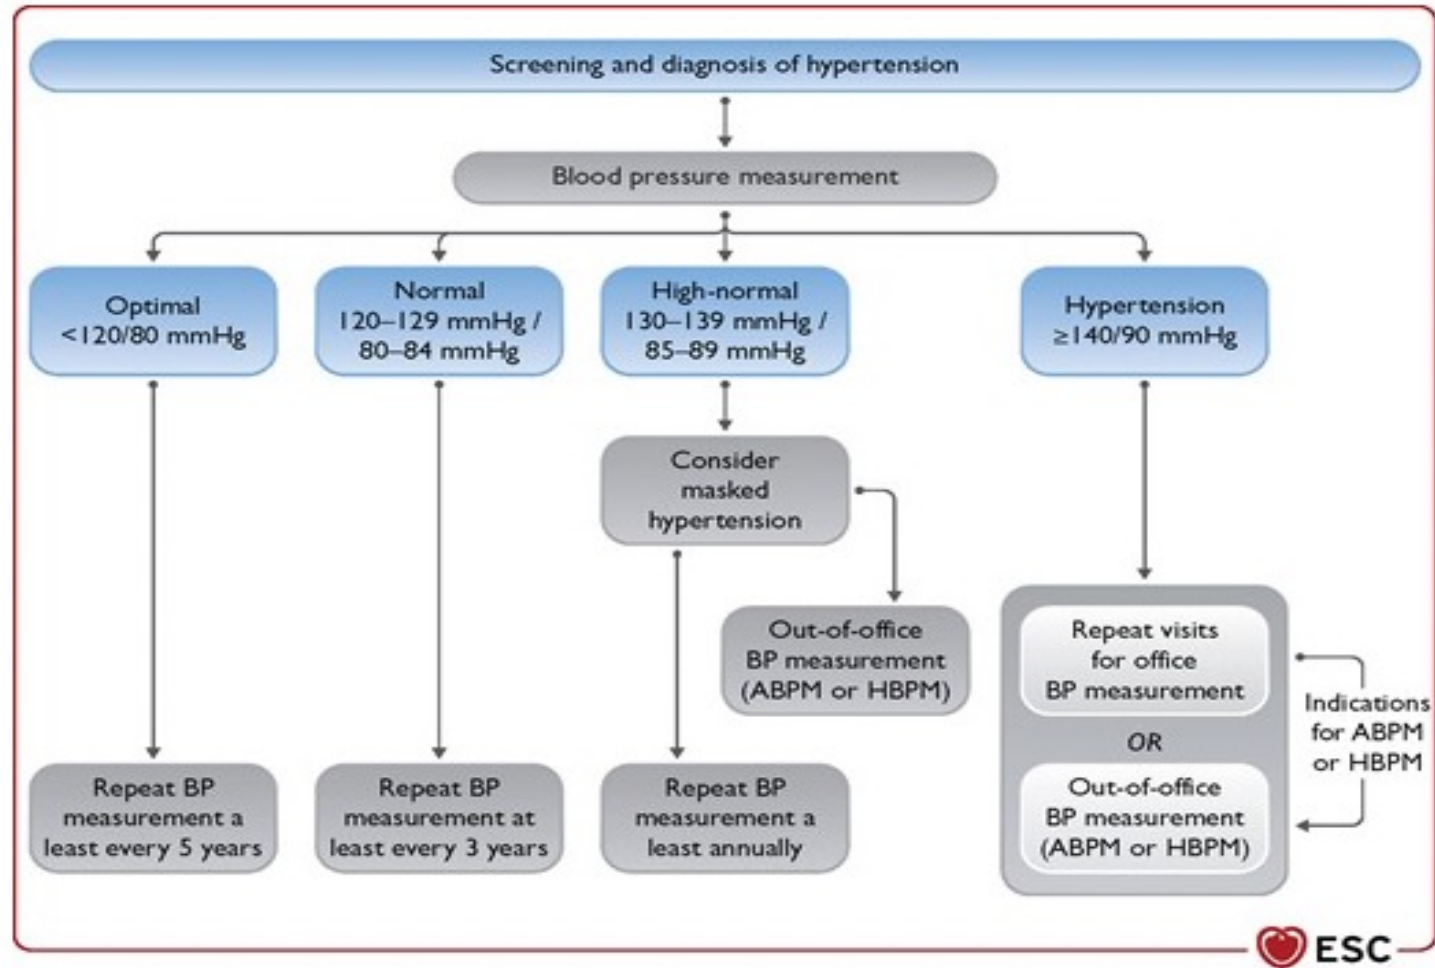 Screening and diagnosis of hypertension
Blood pressure measurement
Optimal
<120/80 mmHg
Normal
120–129 mmHg /
80–84 mmHg
High-normal
130–139 mmHg /
85–89 mmHg
Hypertension
≥140/90 mmHg
Consider
masked
hypertension
Out-of-office
BP measurement
(ABPM or HBPM)
Repeat visits
for office
BP measurement
OR
Out-of-office
BP measurement
(ABPM or HBPM)
Indications
for ABPM
or HBPM
Repeat BP
measurement a
least every 5 years
Repeat BP
measurement at
least every 3 years
Repeat BP
measurement a
least annually
ESC